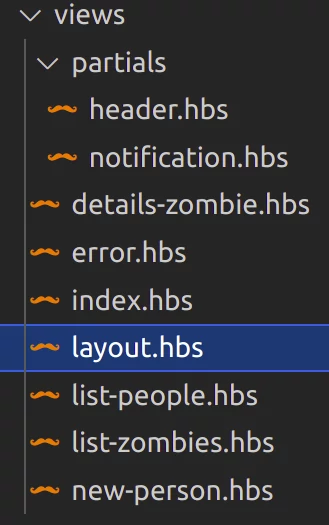 views
partials
header.hbs
notification.hbs
details-zombie.hbs
error.hbs
index.hbs
layout.hbs
list-people.hbs
list-zombies.hbs
new-person.hbs